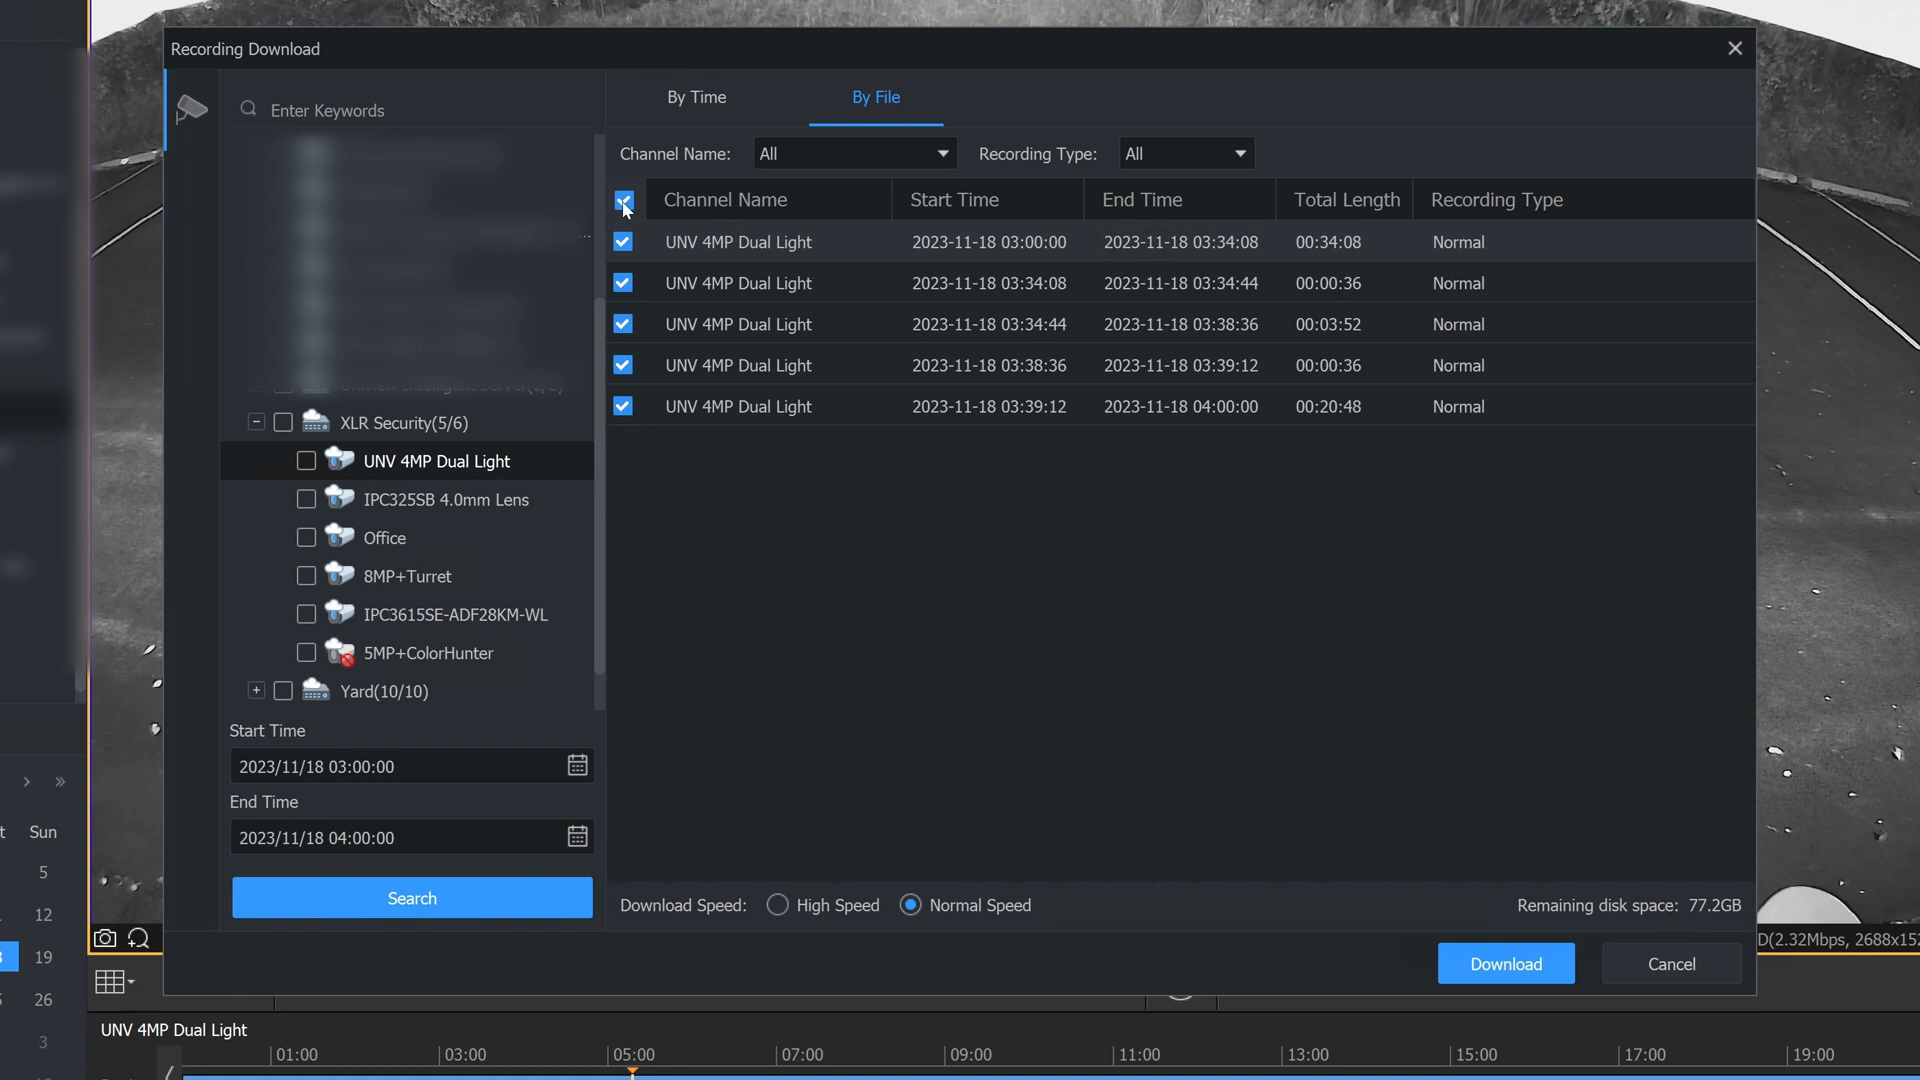 Recording Download
Enter Keywords
XLR Security(5/6)
UNV 4MP Dual Light
IPC325SB 4.0mm Lens
Office
8MP+Turret
IPC3615SE-ADF28KM-WL
5MP+ColorHunter
Yard(10/10)
Start Time
2023/11/18 03:00:00
End Time
2023/11/18 04:00:00
Search
By Time By File
Channel Name: All Recording Type: All
Channel Name Start Time End Time Total Length Recording Type
UNV 4MP Dual Light 2023-11-18 03:00:00 2023-11-18 03:34:08 00:34:08 Normal
UNV 4MP Dual Light 2023-11-18 03:34:08 2023-11-18 03:34:44 00:00:36 Normal
UNV 4MP Dual Light 2023-11-18 03:34:44 2023-11-18 03:38:36 00:03:52 Normal
UNV 4MP Dual Light 2023-11-18 03:38:36 2023-11-18 03:39:12 00:00:36 Normal
UNV 4MP Dual Light 2023-11-18 03:39:12 2023-11-18 04:00:00 00:20:48 Normal
Download Speed: High Speed Normal Speed Remaining disk space: 77.2GB
Download Cancel
Sun
5
12
19
26
3
D(2.32Mbps, 2688x152
UNV 4MP Dual Light
01:00 03:00 05:00 07:00 09:00 11:00 13:00 15:00 17:00 19:00